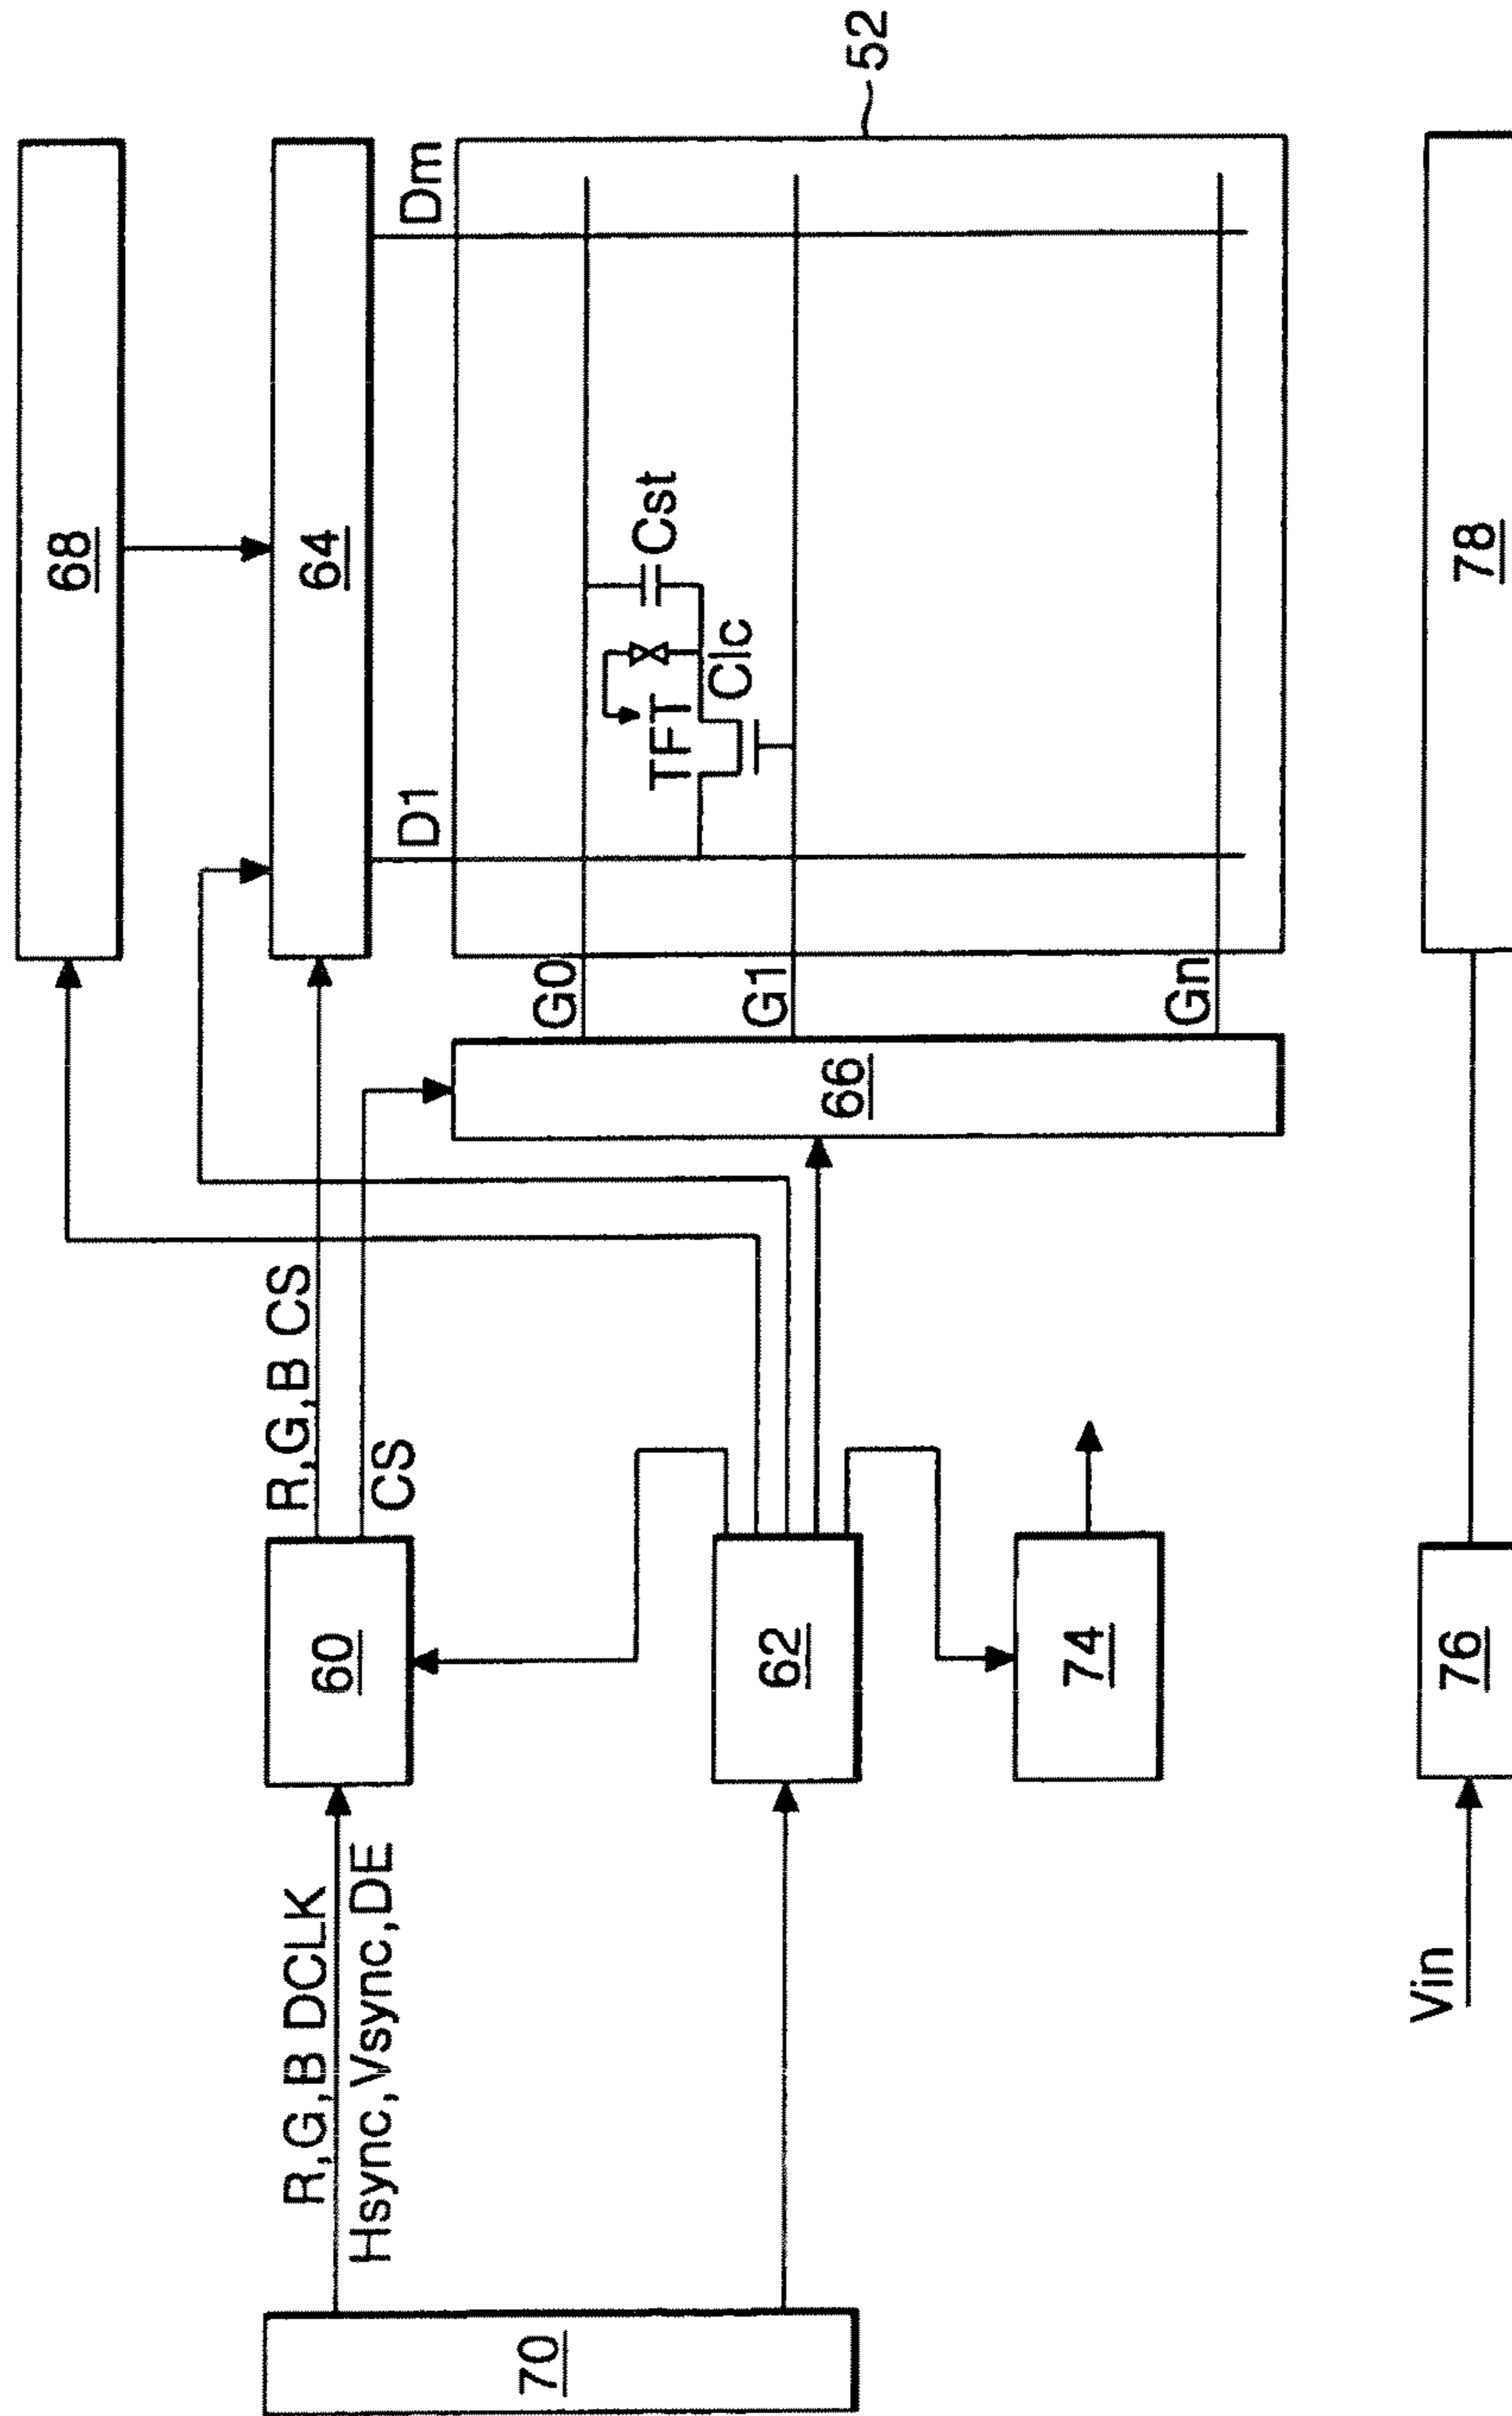 68
64
D1
Dm
52
R,G,B CS
CS
G0
G1
Gn
TFT
Cst
Clc
66
R,G,B DCLK
Hsync,Vsync,DE
60
70
62
74
Vin
76
78